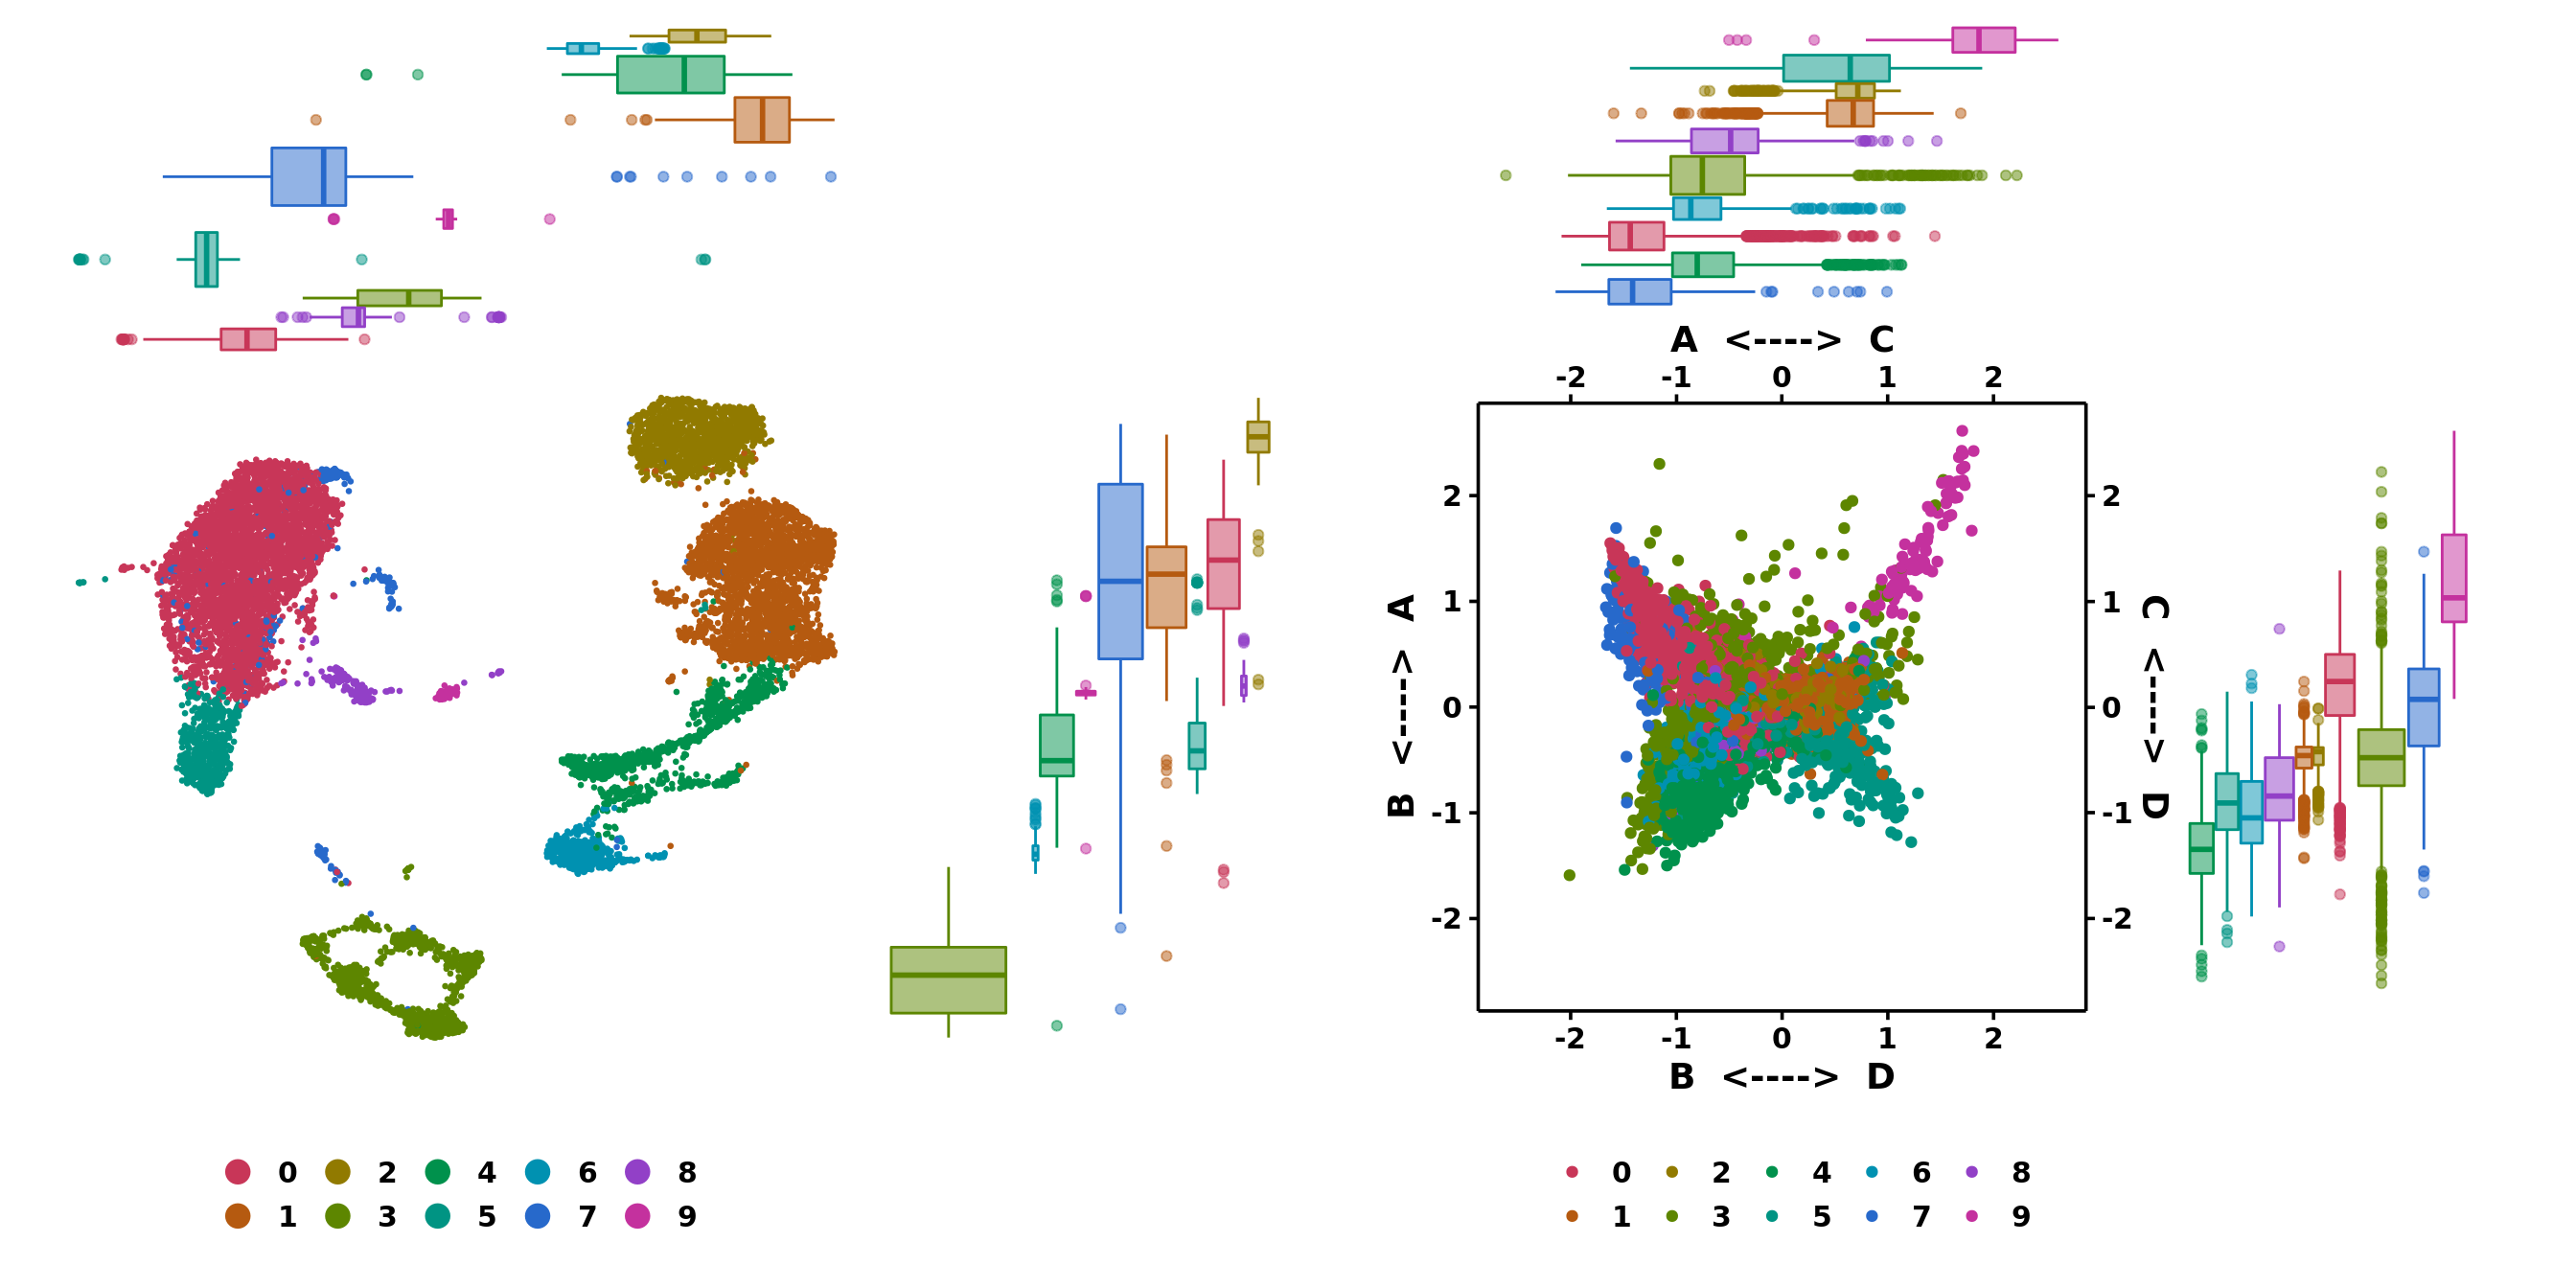 A <----> C
-2 -1 0 1 2
2 2
1 1
0 0
-1 -1
-2 -2
B <----> A
C <----> D
-2 -1 0 1 2
B <----> D
0 2 4 6 8
1 3 5 7 9
0 2 4 6 8
1 3 5 7 9